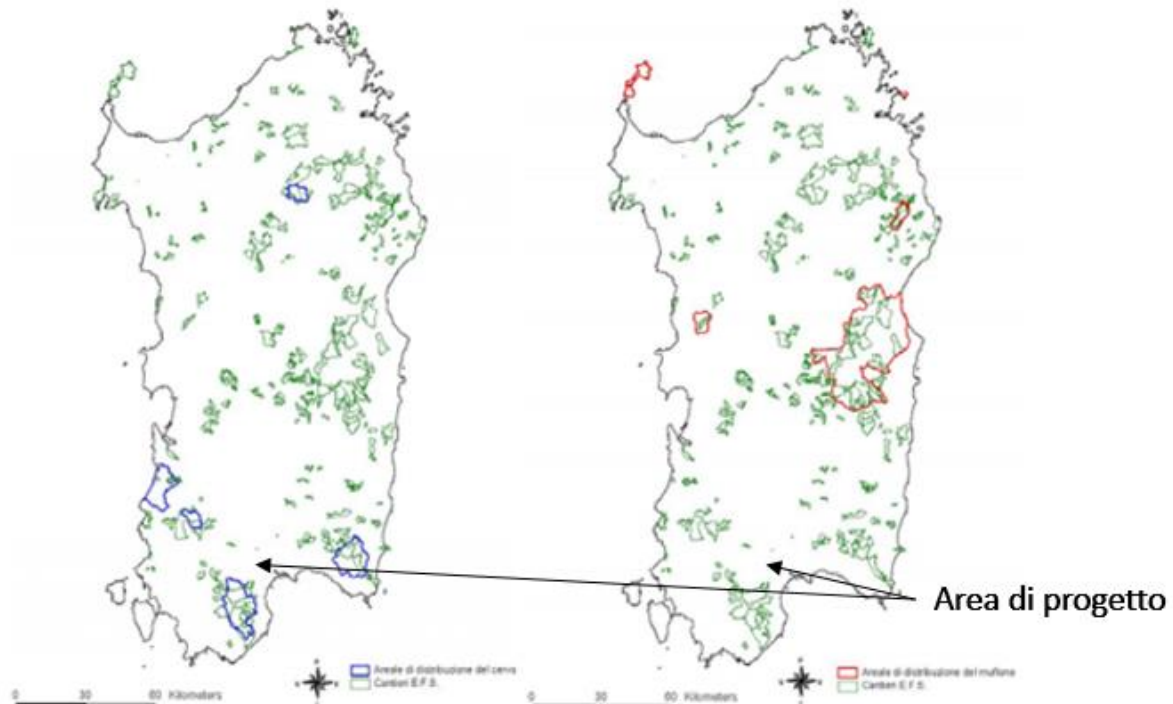 Area di progetto
Areale di distribuzione del cervo
Cantieri E.F.S.
0 30 60 Kilometers
Areale di distribuzione del muflone
Cantieri E.F.S.
0 30 60 Kilometers